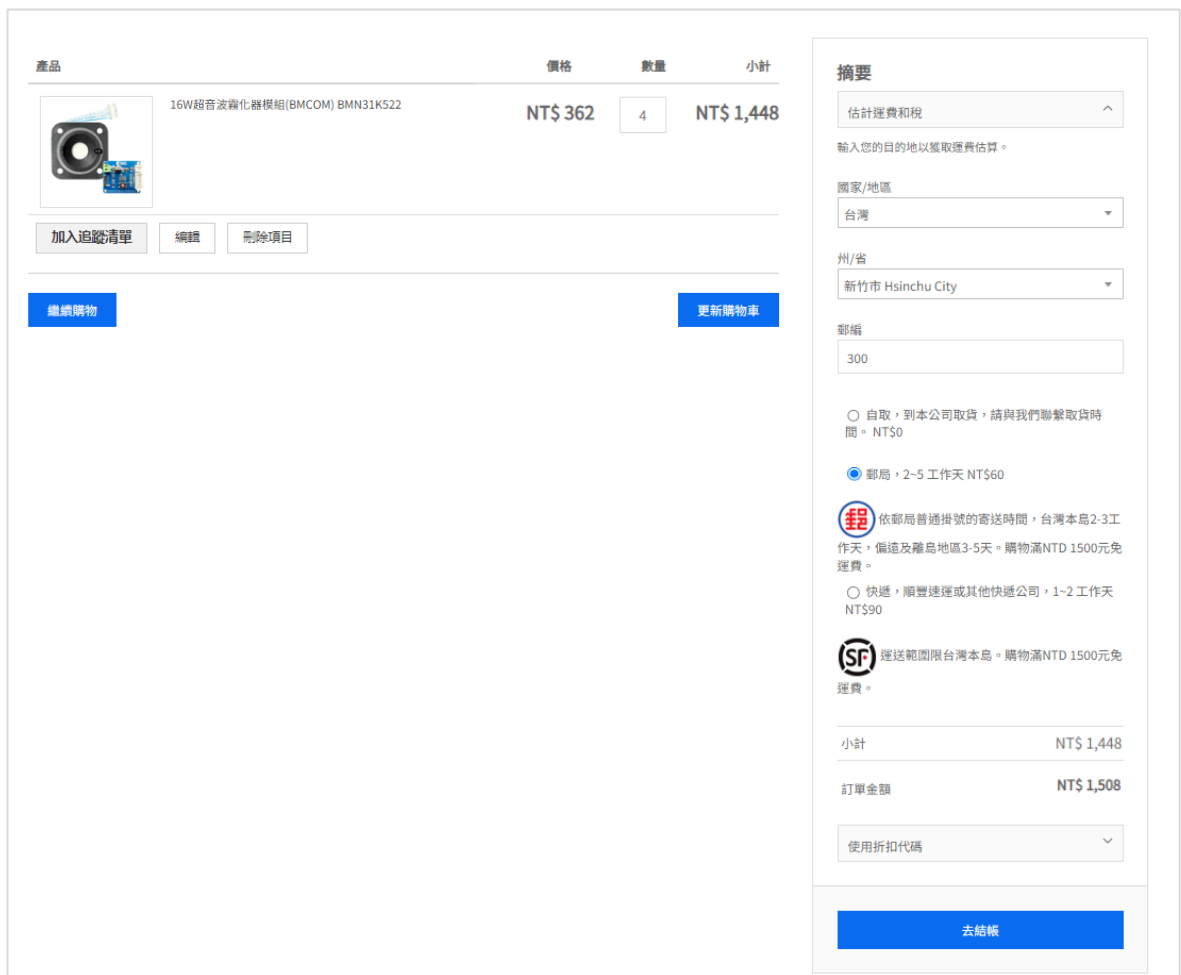 產品 價格 數量 小計
16W超音波霧化器模組(BMCOM) BMN31K522 NT$ 362 4 NT$ 1,448
加入追蹤清單 編輯 刪除項目
繼續購物 更新購物車
摘要
估計運費和稅
輸入您的目的地以獲取運費估算。
國家/地區
台灣
州/省
新竹市 Hsinchu City
郵編
300
自取，到本公司取貨，請與我們聯繫取貨時
間。 NT$0
郵局，2~5 工作天 NT$60
郵 依郵局普通掛號的寄送時間，台灣本島2-3工
作天，偏遠及離島地區3-5天。購物滿NTD 1500元免
運費。
快遞，順豐速運或其他快遞公司，1~2 工作天
NT$90
SF 運送範圍限台灣本島。購物滿NTD 1500元免
運費。
小計 NT$ 1,448
訂單金額 NT$ 1,508
使用折扣代碼
去結帳